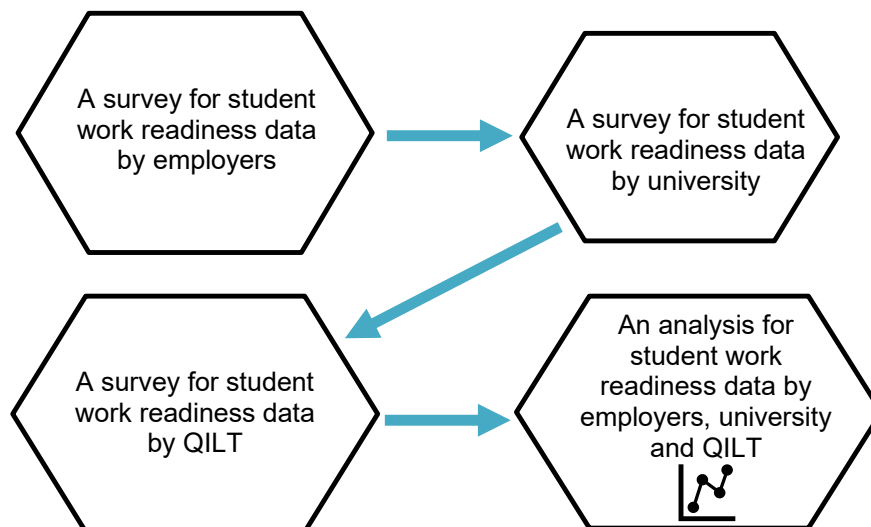 A survey for student
work readiness data
by employers
A survey for student
work readiness data
by university
A survey for student
work readiness data
by QILT
An analysis for
student work
readiness data by
employers, university
and QILT